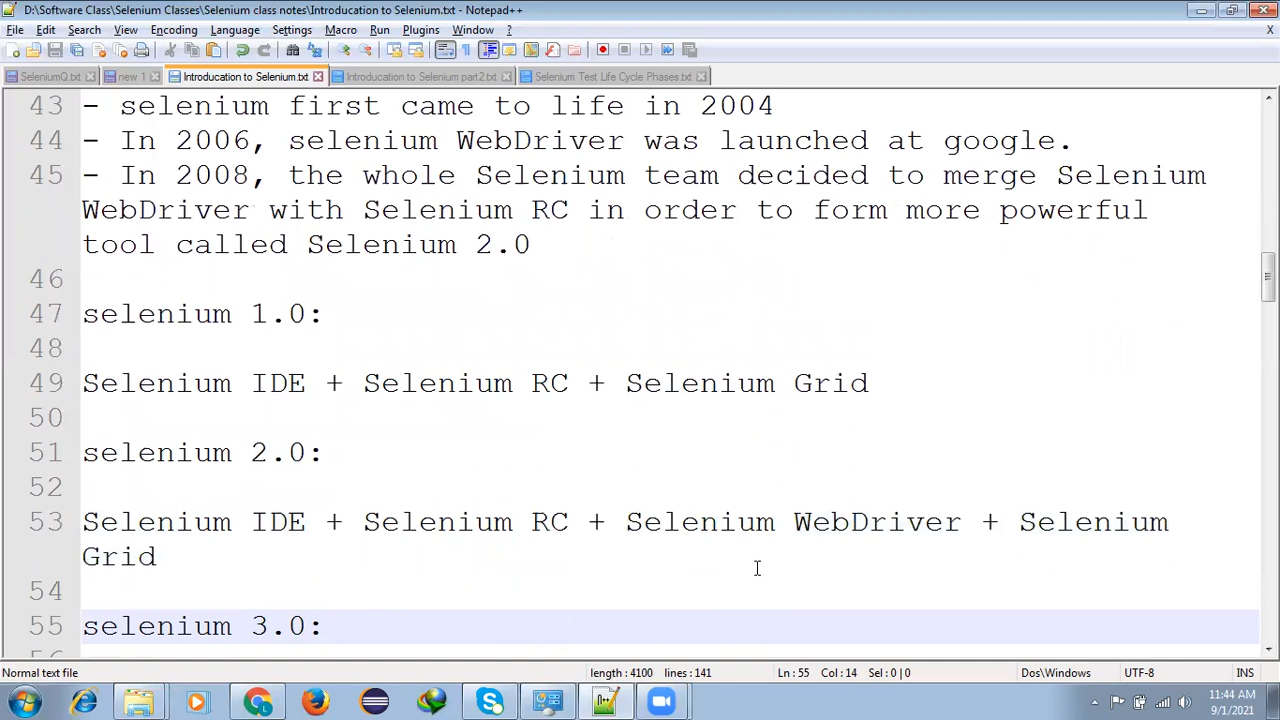 D:\Software Class\Selenium Classes\Selenium class notes\Introducation to Selenium.txt - Notepad++
File Edit Search View Encoding Language Settings Macro Run Plugins Window ? X
SeleniumQ.txt new 1 Introducation to Selenium.txt Introducation to Selenium part2.txt Selenium Test Life Cycle Phases.txt
43 - selenium first came to life in 2004
44 - In 2006, selenium WebDriver was launched at google.
45 - In 2008, the whole Selenium team decided to merge Selenium
WebDriver with Selenium RC in order to form more powerful
tool called Selenium 2.0
46
47 selenium 1.0:
48
49 Selenium IDE + Selenium RC + Selenium Grid
50
51 selenium 2.0:
52
53 Selenium IDE + Selenium RC + Selenium WebDriver + Selenium
Grid
54
55 selenium 3.0:
Normal text file length : 4100 lines : 141 Ln : 55 Col : 14 Sel : 0 | 0 Dos\Windows UTF-8 INS
11:44 AM
9/1/2021